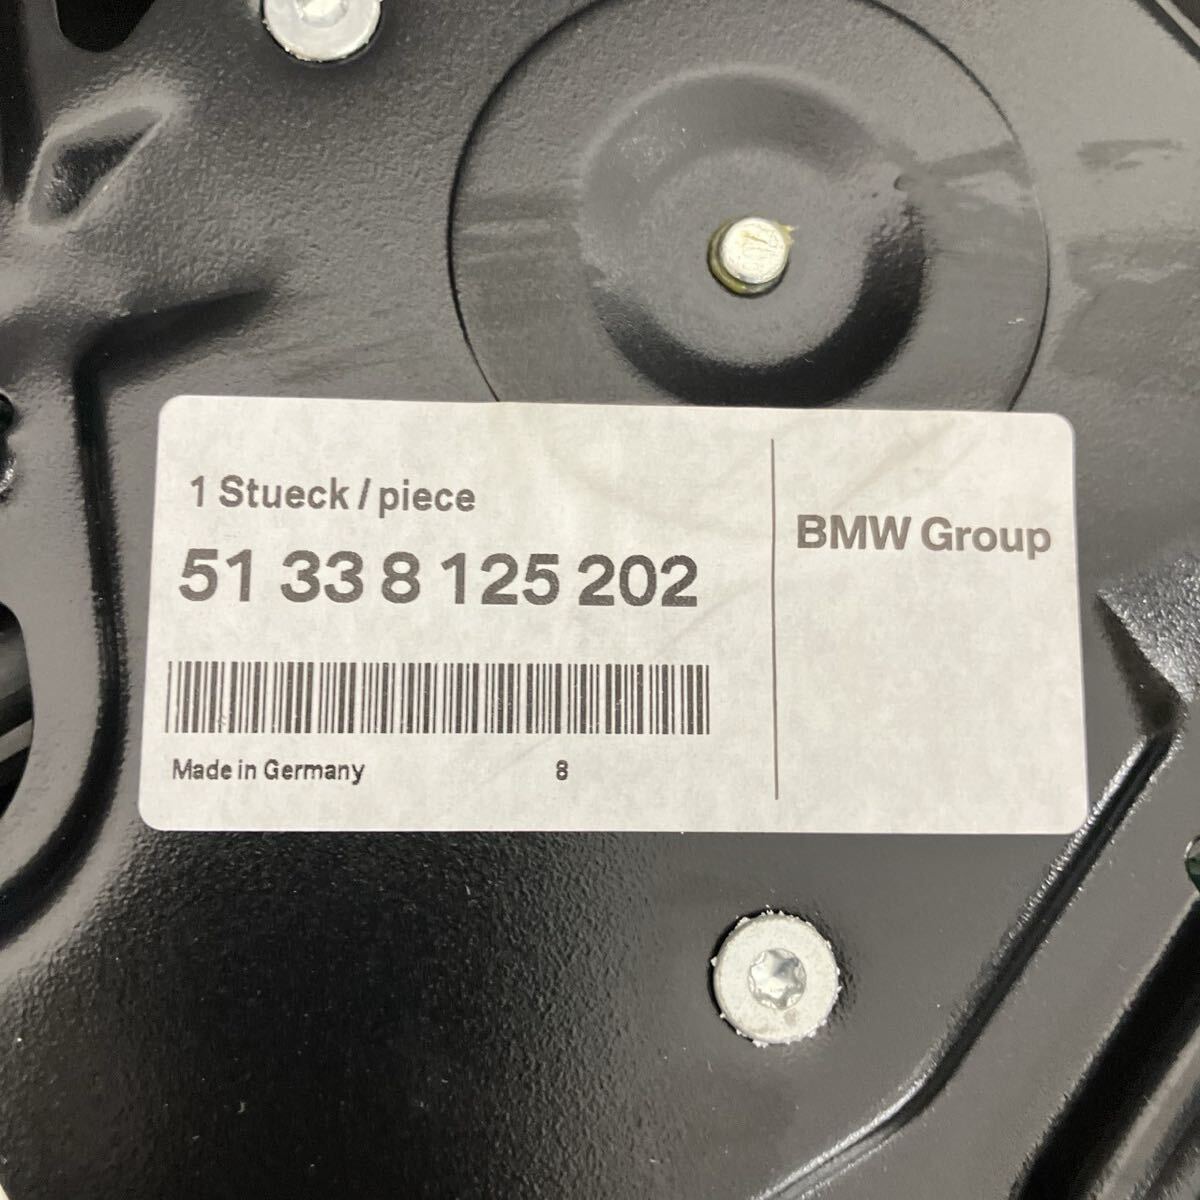 1 Stueck / piece
51 33 8 125 202
BMW Group
Made in Germany 8